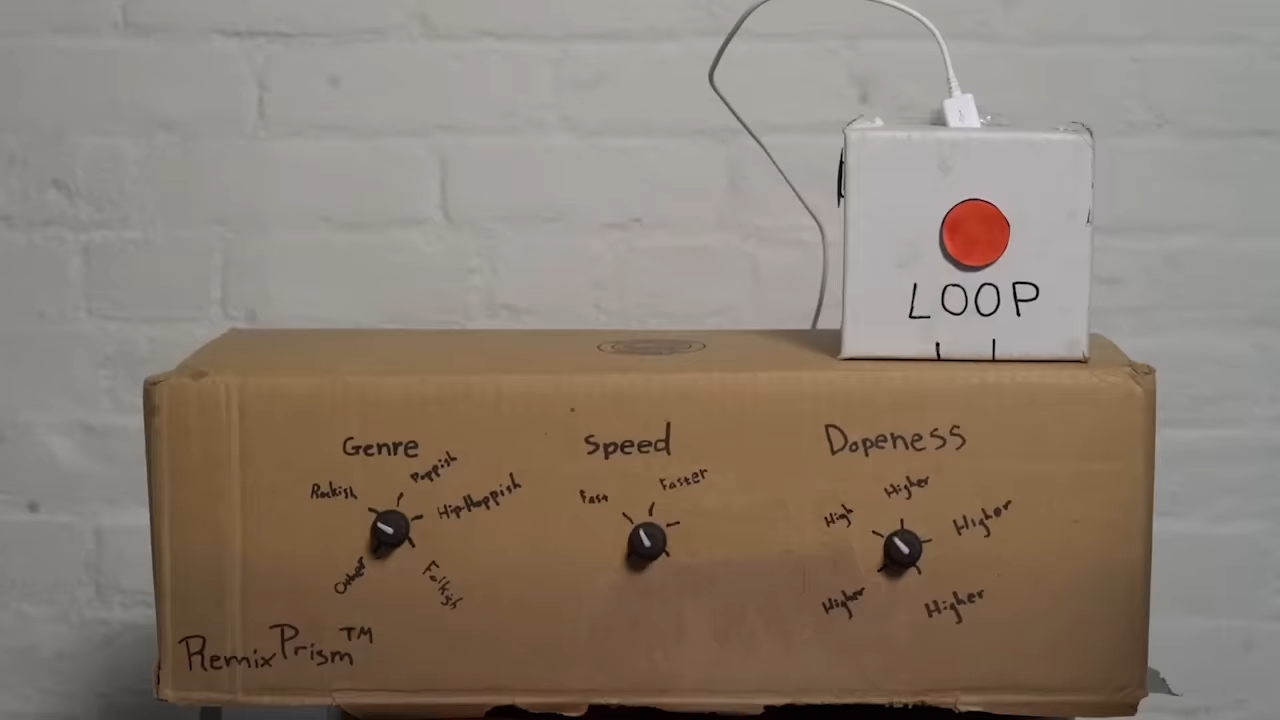 LOOP
Genre
Rockish
Poppish
Hip-Hoppish
Folkish
Other
Speed
Fast
Faster
Dopeness
High
Higher
Higher
Higher
Higher
RemixPrism™